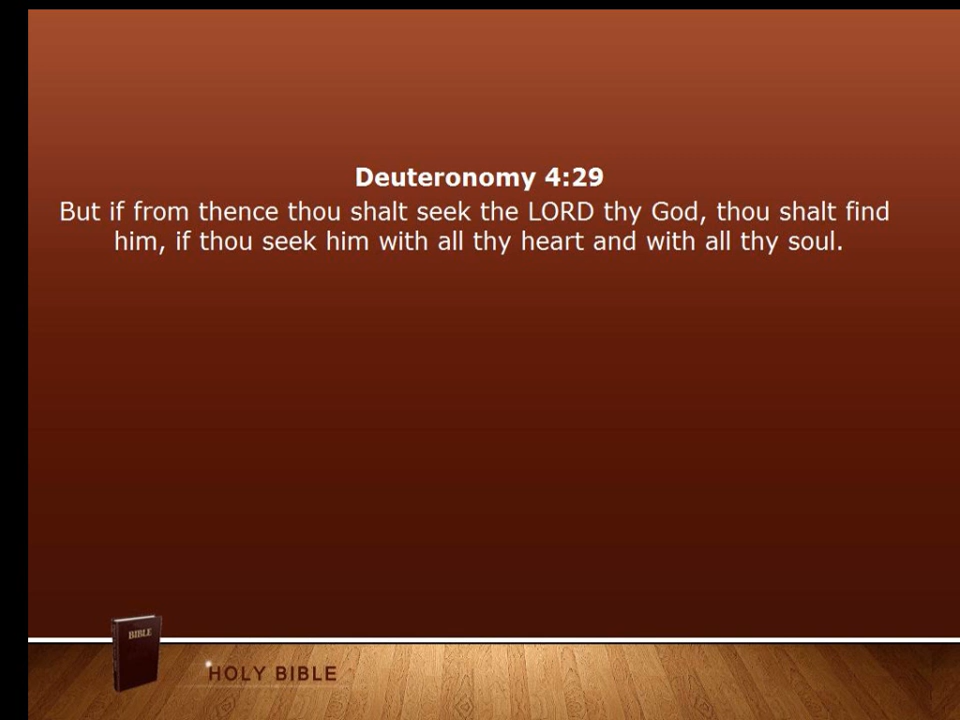 Deuteronomy 4:29
But if from thence thou shalt seek the LORD thy God, thou shalt find
him, if thou seek him with all thy heart and with all thy soul.
BIBLE
HOLY BIBLE